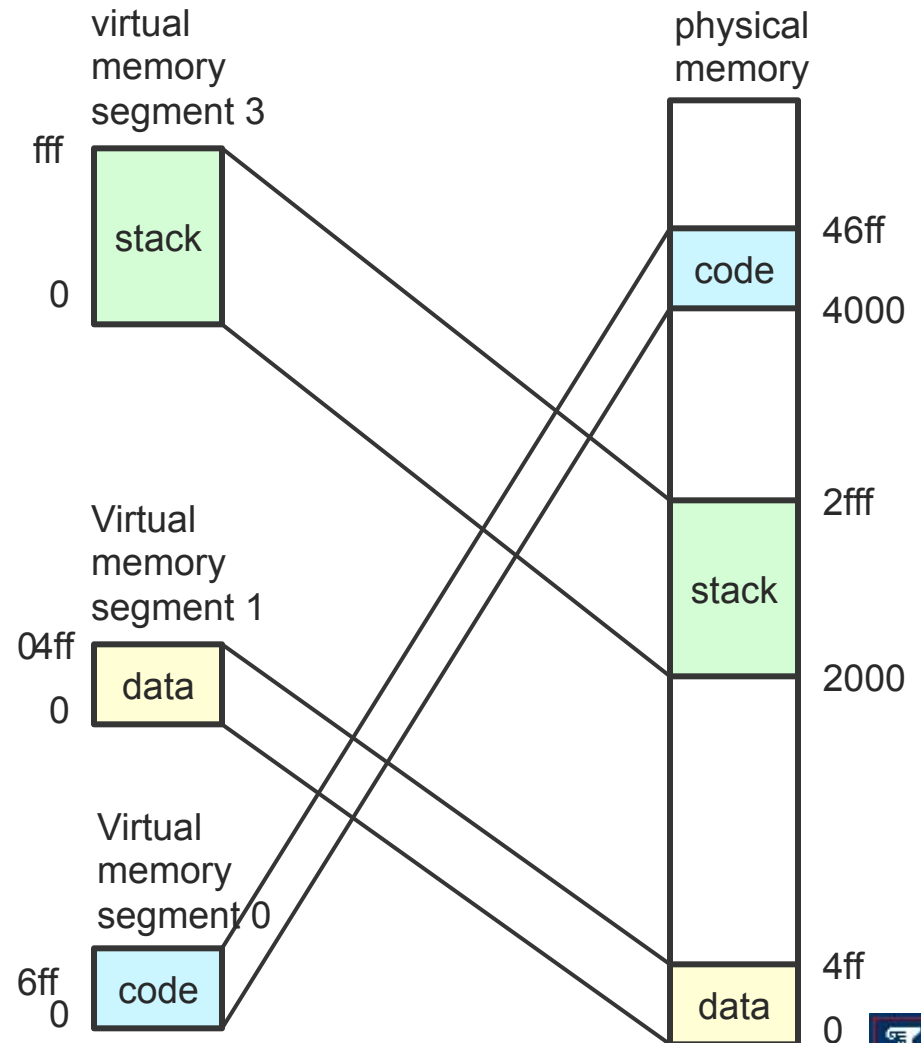 virtual
memory
segment 3
fff
stack
0
Virtual
memory
segment 1
04ff
data
0
Virtual
memory
segment 0
6ff
code
0
physical
memory
46ff
code
4000
2fff
stack
2000
4ff
data
0